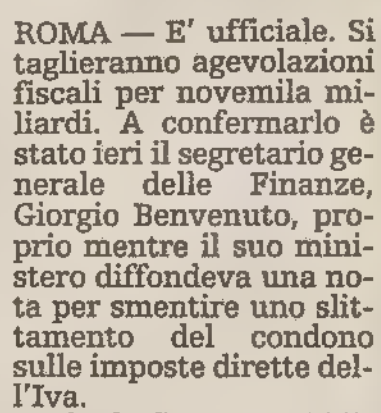 ROMA — E' ufficiale. Si
taglieranno agevolazioni
fiscali per novemila mi-
liardi. A confermarlo è
stato ieri il segretario ge-
nerale delle Finanze,
Giorgio Benvenuto, pro-
prio mentre il suo mini-
stero diffondeva una no-
ta per smentire uno slit-
tamento del condono
sulle imposte dirette del-
l'Iva.